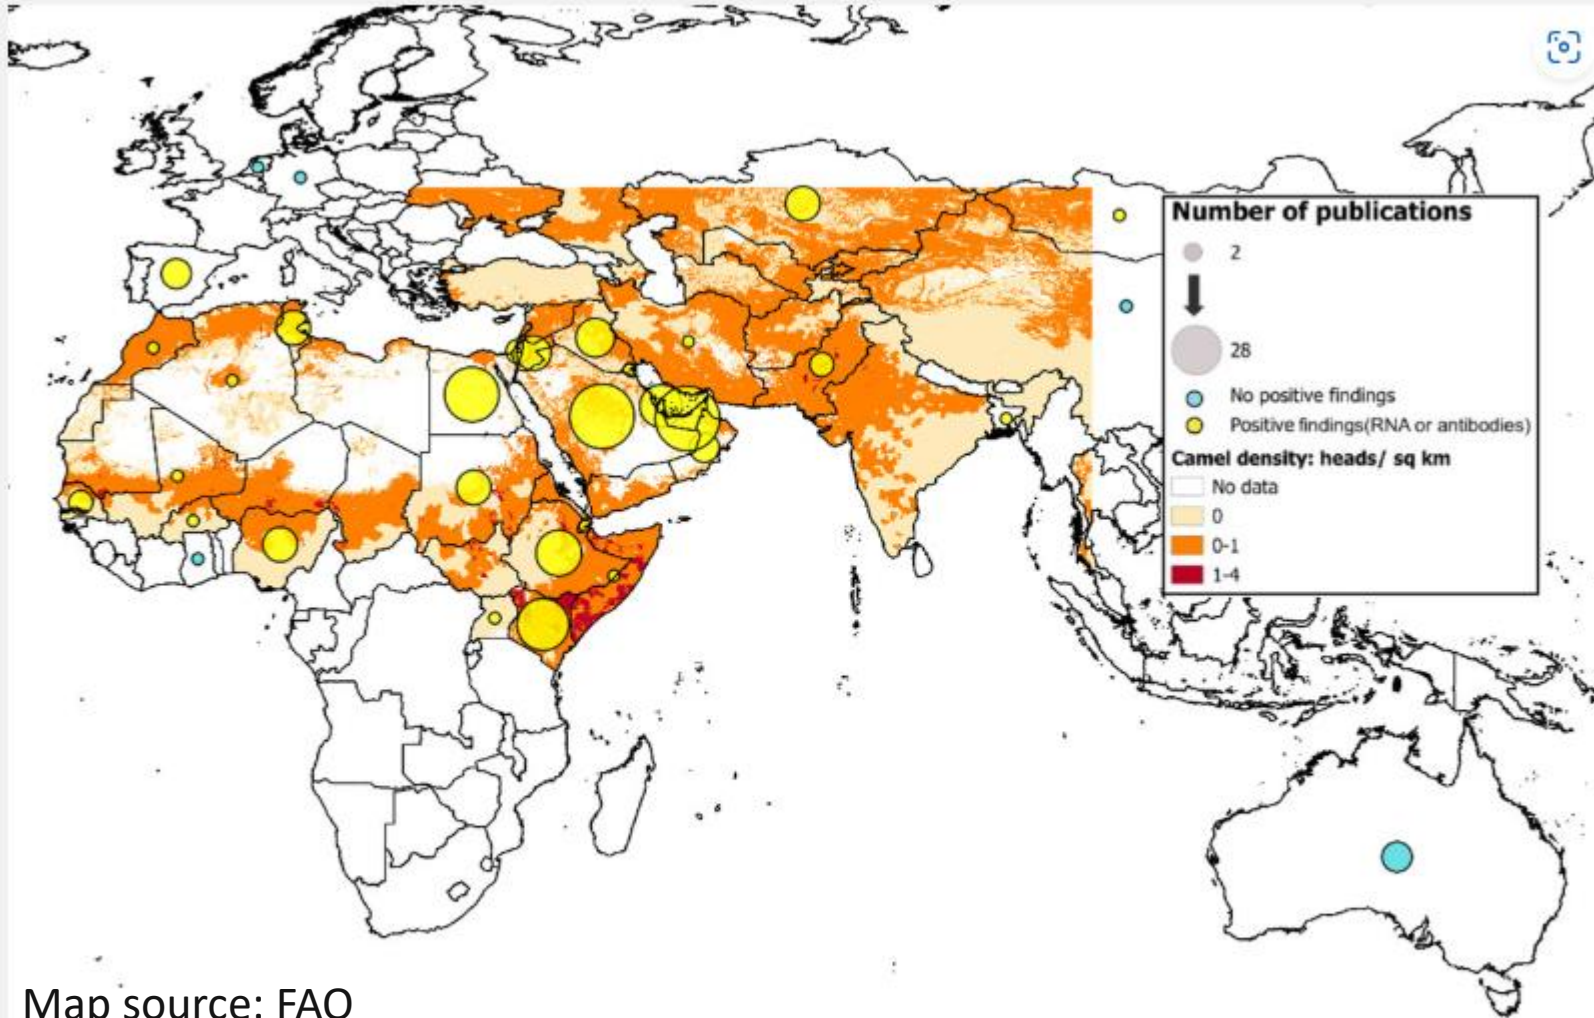 Number of publications
2
28
No positive findings
Positive findings(RNA or antibodies)
Camel density: heads/ sq km
No data
0
0-1
1-4
Map source: FAO